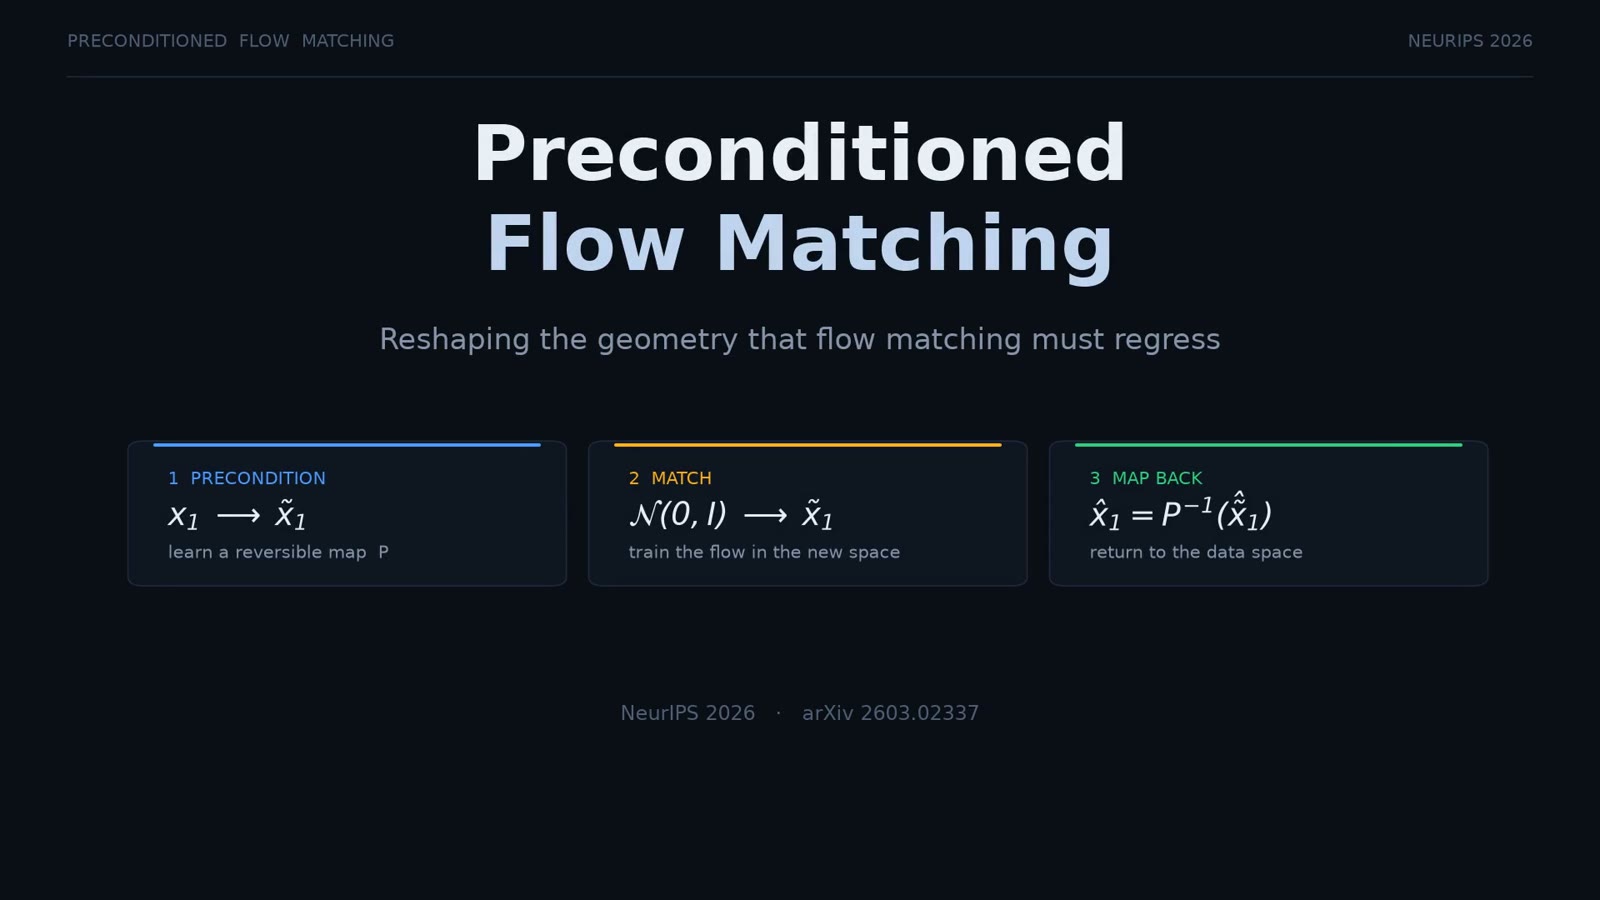 PRECONDITIONED FLOW MATCHING
NEURIPS 2026
Preconditioned
Flow Matching
Reshaping the geometry that flow matching must regress
1 PRECONDITION
x₁ ⟶ x̃₁
learn a reversible map P
2 MATCH
𝒩(0, I) ⟶ x̃₁
train the flow in the new space
3 MAP BACK
x̂₁ = P⁻¹(x̃̂₁)
return to the data space
NeurIPS 2026 · arXiv 2603.02337